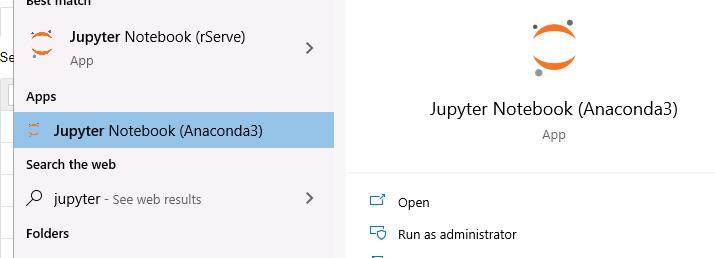 Best match
Jupyter Notebook (rServe)
App
Apps
Jupyter Notebook (Anaconda3)
Search the web
jupyter - See web results
Folders
Se
Jupyter Notebook (Anaconda3)
App
Open
Run as administrator